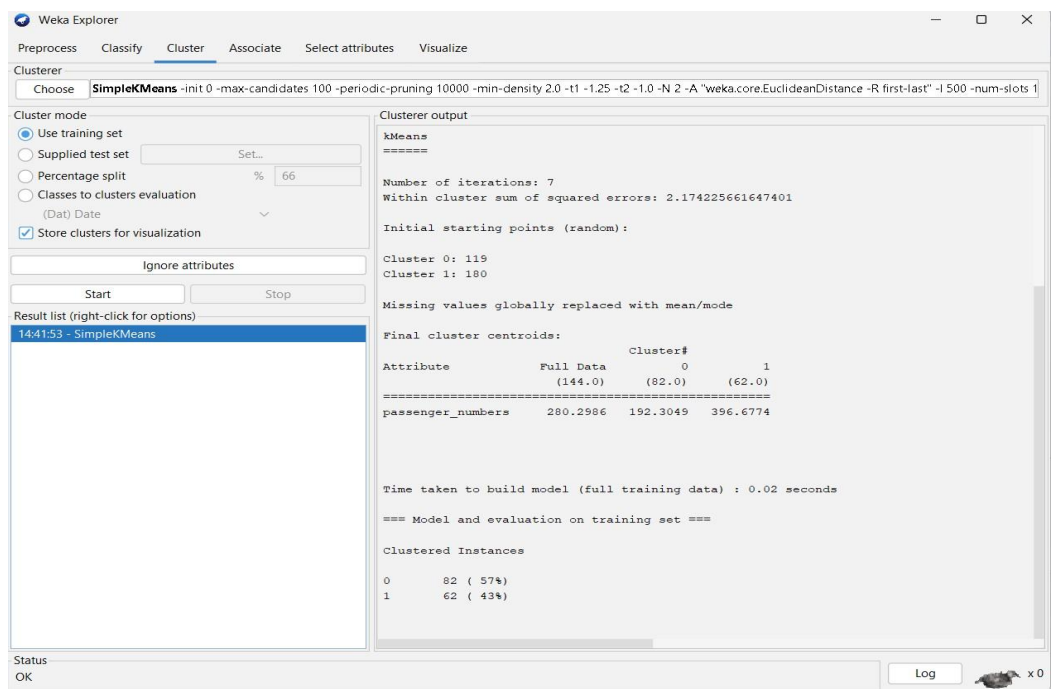 Weka Explorer
Preprocess Classify Cluster Associate Select attributes Visualize
Clusterer
Choose SimpleKMeans -init 0 -max-candidates 100 -periodic-pruning 10000 -min-density 2.0 -t1 -1.25 -t2 -1.0 -N 2 -A "weka.core.EuclideanDistance -R first-last" -I 500 -num-slots 1
Cluster mode
Use training set
Supplied test set Set...
Percentage split % 66
Classes to clusters evaluation
(Dat) Date
Store clusters for visualization
Ignore attributes
Start Stop
Result list (right-click for options)
14:41:53 - SimpleKMeans
Clusterer output
kMeans
======
Number of iterations: 7
Within cluster sum of squared errors: 2.174225661647401
Initial starting points (random):
Cluster 0: 119
Cluster 1: 180
Missing values globally replaced with mean/mode
Final cluster centroids:
Cluster#
Attribute Full Data 0 1
(144.0) (82.0) (62.0)
=======================================================
passenger_numbers 280.2986 192.3049 396.6774
Time taken to build model (full training data) : 0.02 seconds
=== Model and evaluation on training set ===
Clustered Instances
0 82 ( 57%)
1 62 ( 43%)
Status
OK
Log x 0